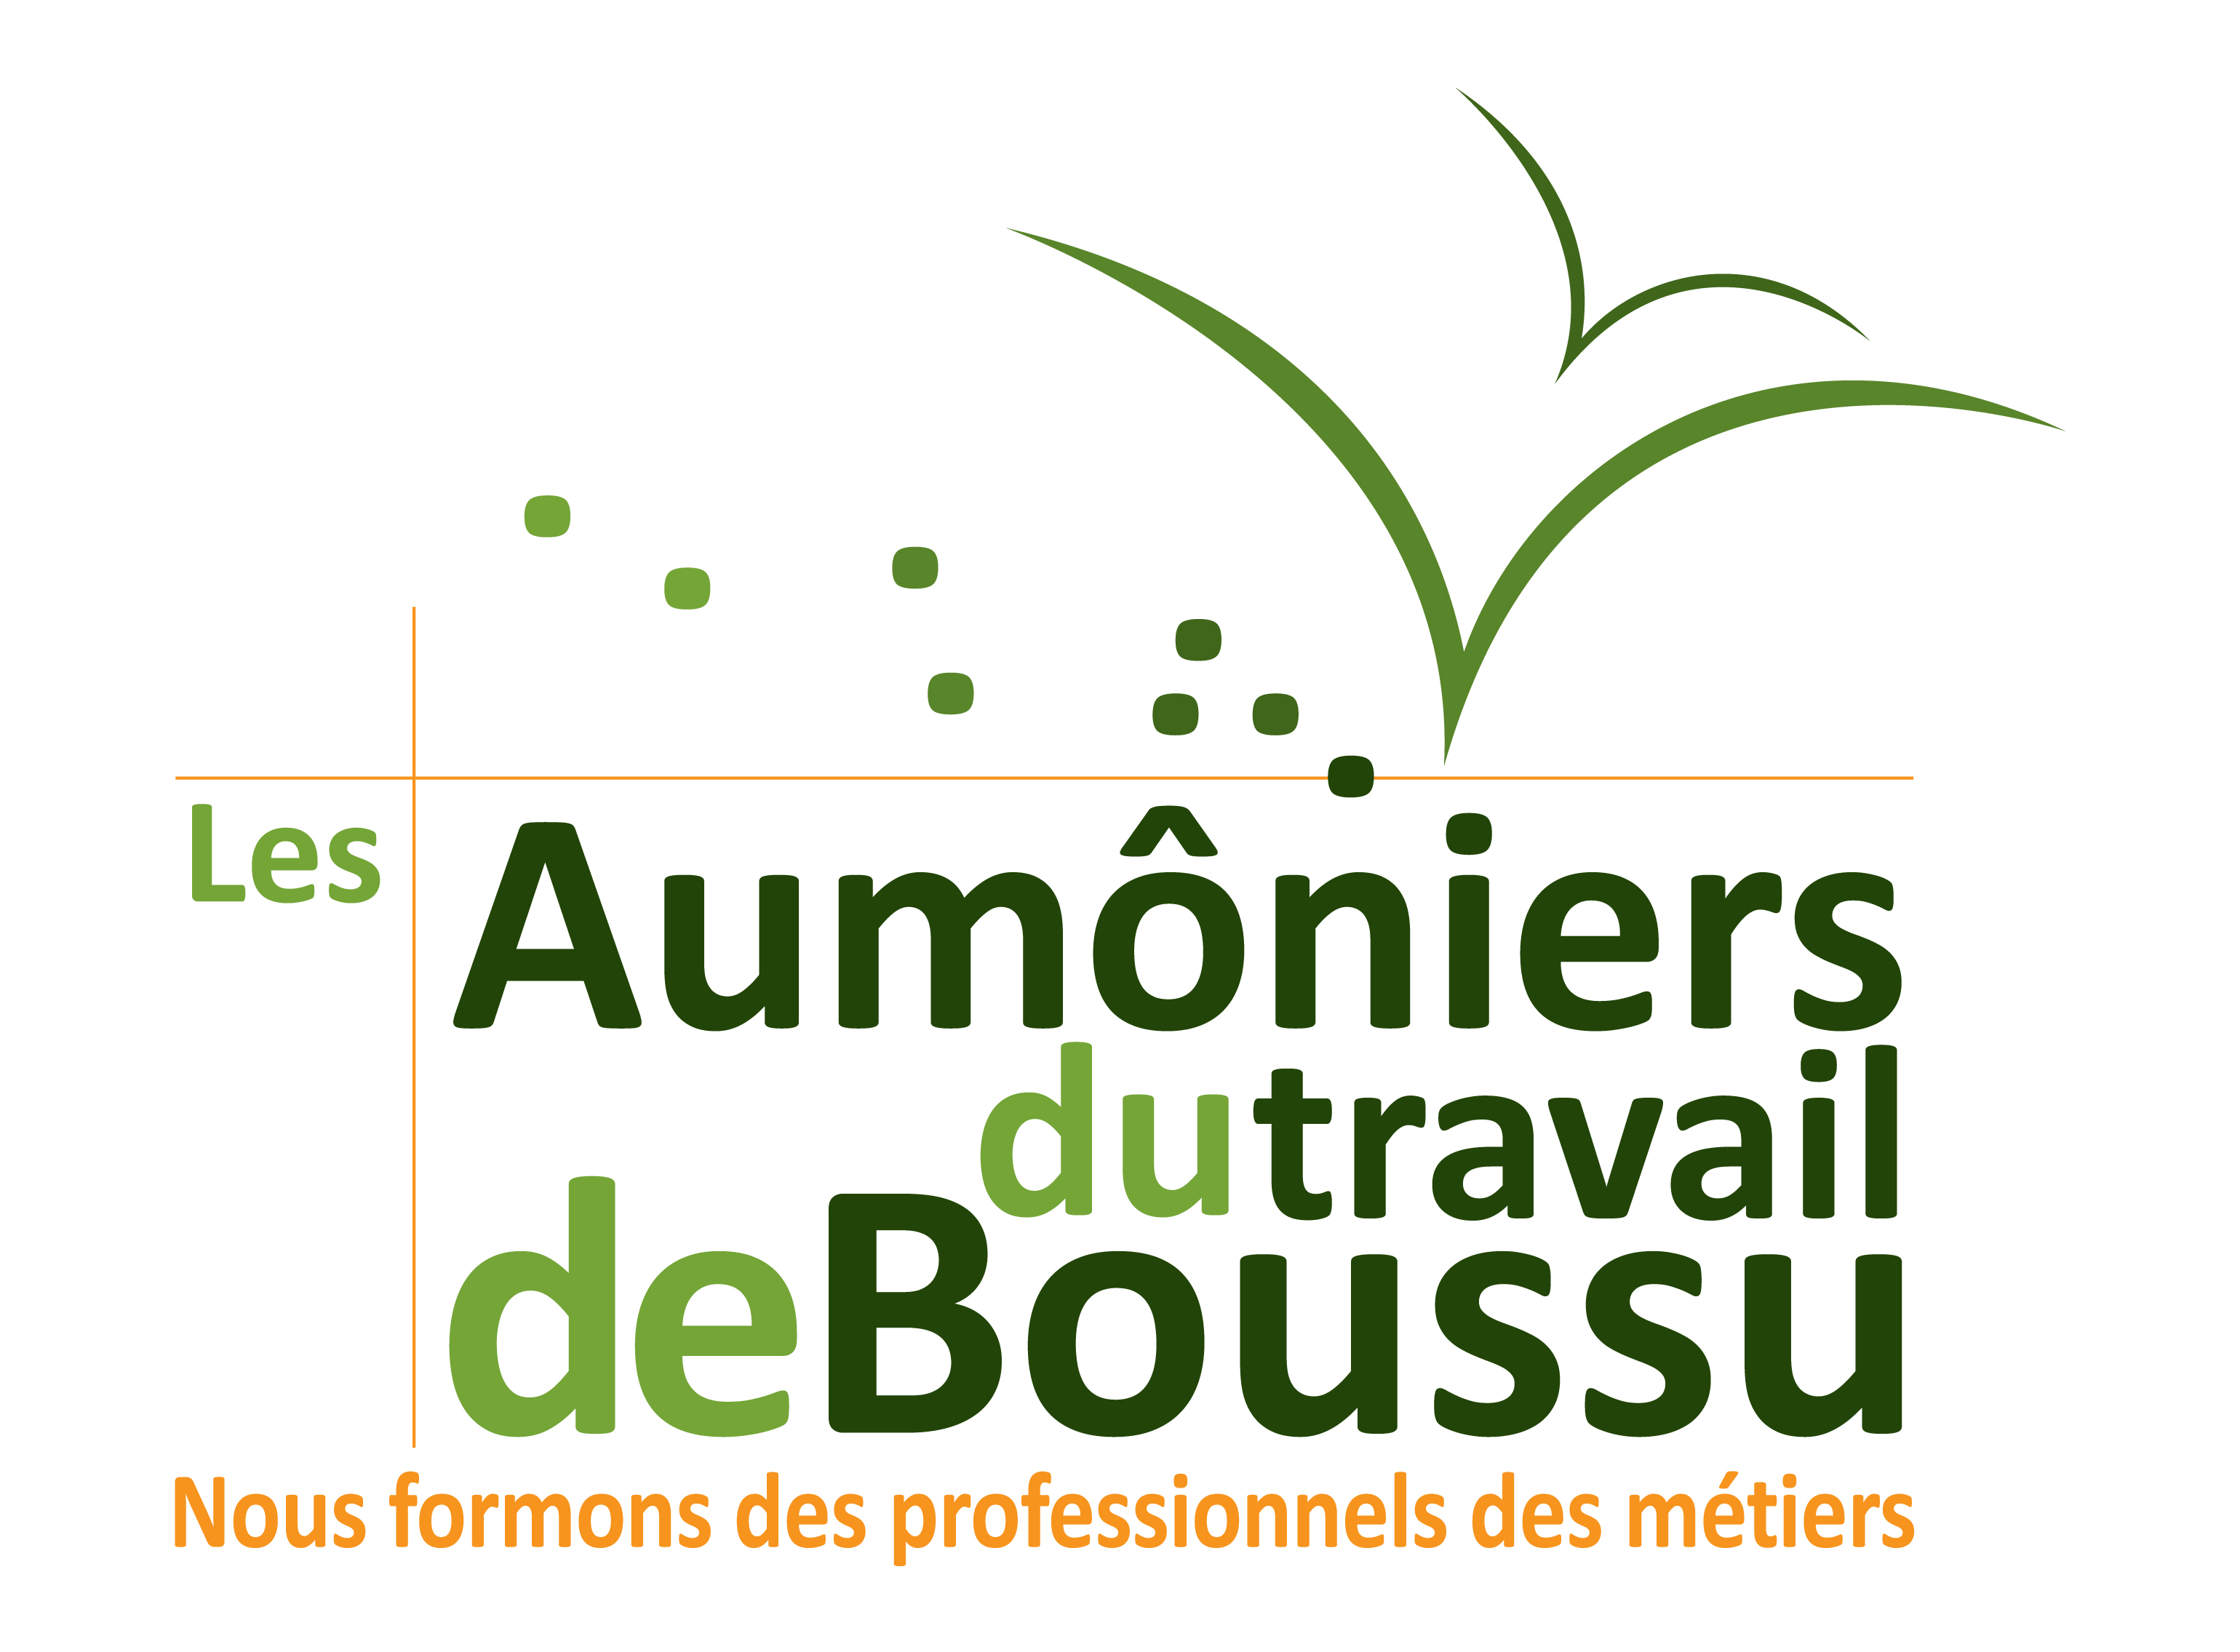 Les
Aumôniers
du travail
de Boussu
Nous formons des professionnels des métiers